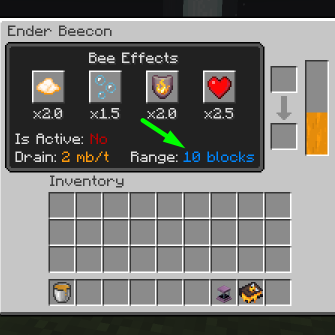 Ender Beecon
Bee Effects
x2.0 x1.5 x2.0 x2.5
Is Active: No
Drain: 2 mb/t Range: 10 blocks
Inventory